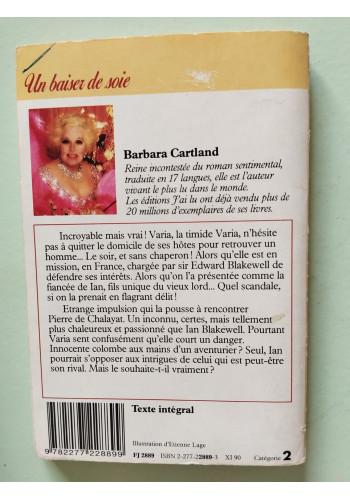 Un baiser de soie
Barbara Cartland
Reine incontestée du roman sentimental,
traduite en 17 langues, elle est l'auteur
vivant le plus lu dans le monde.
Les éditions J'ai lu ont déjà vendu plus de
20 millions d'exemplaires de ses livres.
Incroyable mais vrai ! Varia, la timide Varia, n'hésite
pas à quitter le domicile de ses hôtes pour retrouver un
homme... Le soir, et sans chaperon ! Alors qu'elle est en
mission, en France, chargée par sir Edward Blakewell de
défendre ses intérêts. Alors qu'on l'a présentée comme la
fiancée de Ian, fils unique du vieux lord... Quel scandale,
si on la prenait en flagrant délit !
Etrange impulsion qui la pousse à rencontrer
Pierre de Chalayat. Un inconnu, certes, mais tellement
plus chaleureux et passionné que Ian Blakewell. Pourtant
Varia sent confusément qu'elle court un danger.
Innocente colombe aux mains d'un aventurier ? Seul, Ian
pourrait s'opposer aux intrigues de celui qui est peut-être
son rival. Mais le souhaite-t-il vraiment ?
Texte intégral
Illustration d'Etienne Lage
9 782277 228899
FJ 2889 ISBN 2-277-22889-3 XI 90 Catégorie 2